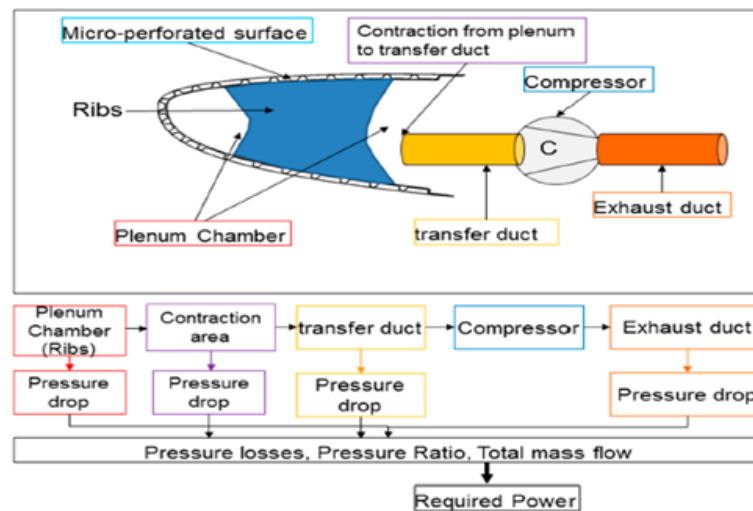 Micro-perforated surface
Contraction from plenum
to transfer duct
Compressor
Ribs
C
Plenum Chamber
transfer duct
Exhaust duct
Plenum
Chamber
(Ribs)
Contraction
area
transfer duct
Compressor
Exhaust duct
Pressure
drop
Pressure
drop
Pressure
drop
Pressure drop
Pressure losses, Pressure Ratio, Total mass flow
Required Power